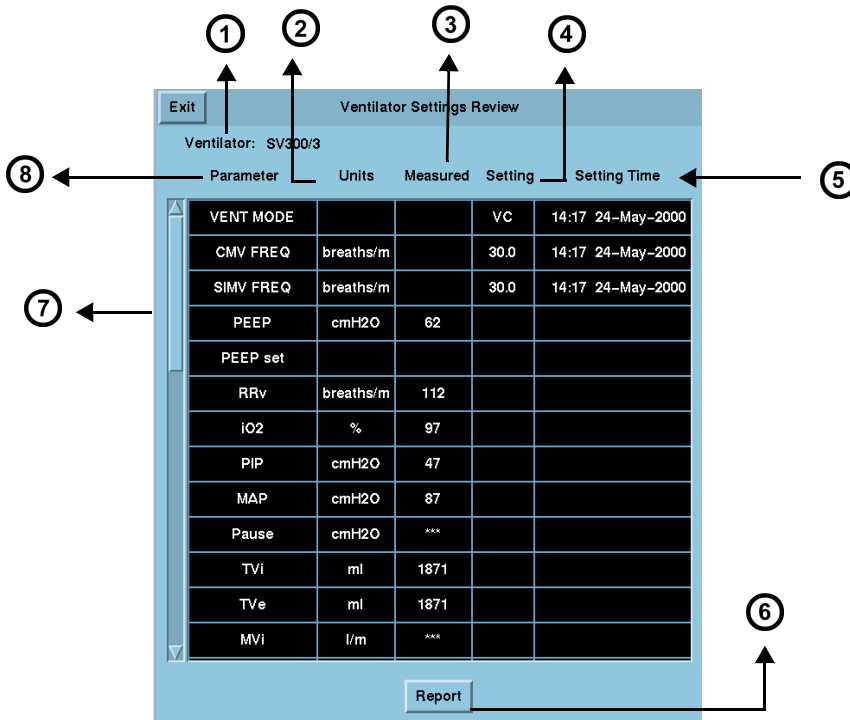 1 2 3 4
Exit Ventilator Settings Review
Ventilator: SV300/3
8 Parameter Units Measured Setting Setting Time 5
VENT MODE VC 14:17 24-May-2000
CMV FREQ breaths/m 30.0 14:17 24-May-2000
SIMV FREQ breaths/m 30.0 14:17 24-May-2000
7
PEEP cmH2O 62
PEEP set
RRv breaths/m 112
iO2 % 97
PIP cmH2O 47
MAP cmH2O 87
Pause cmH2O ***
TVi ml 1871
TVe ml 1871
MVi l/m ***
6
Report